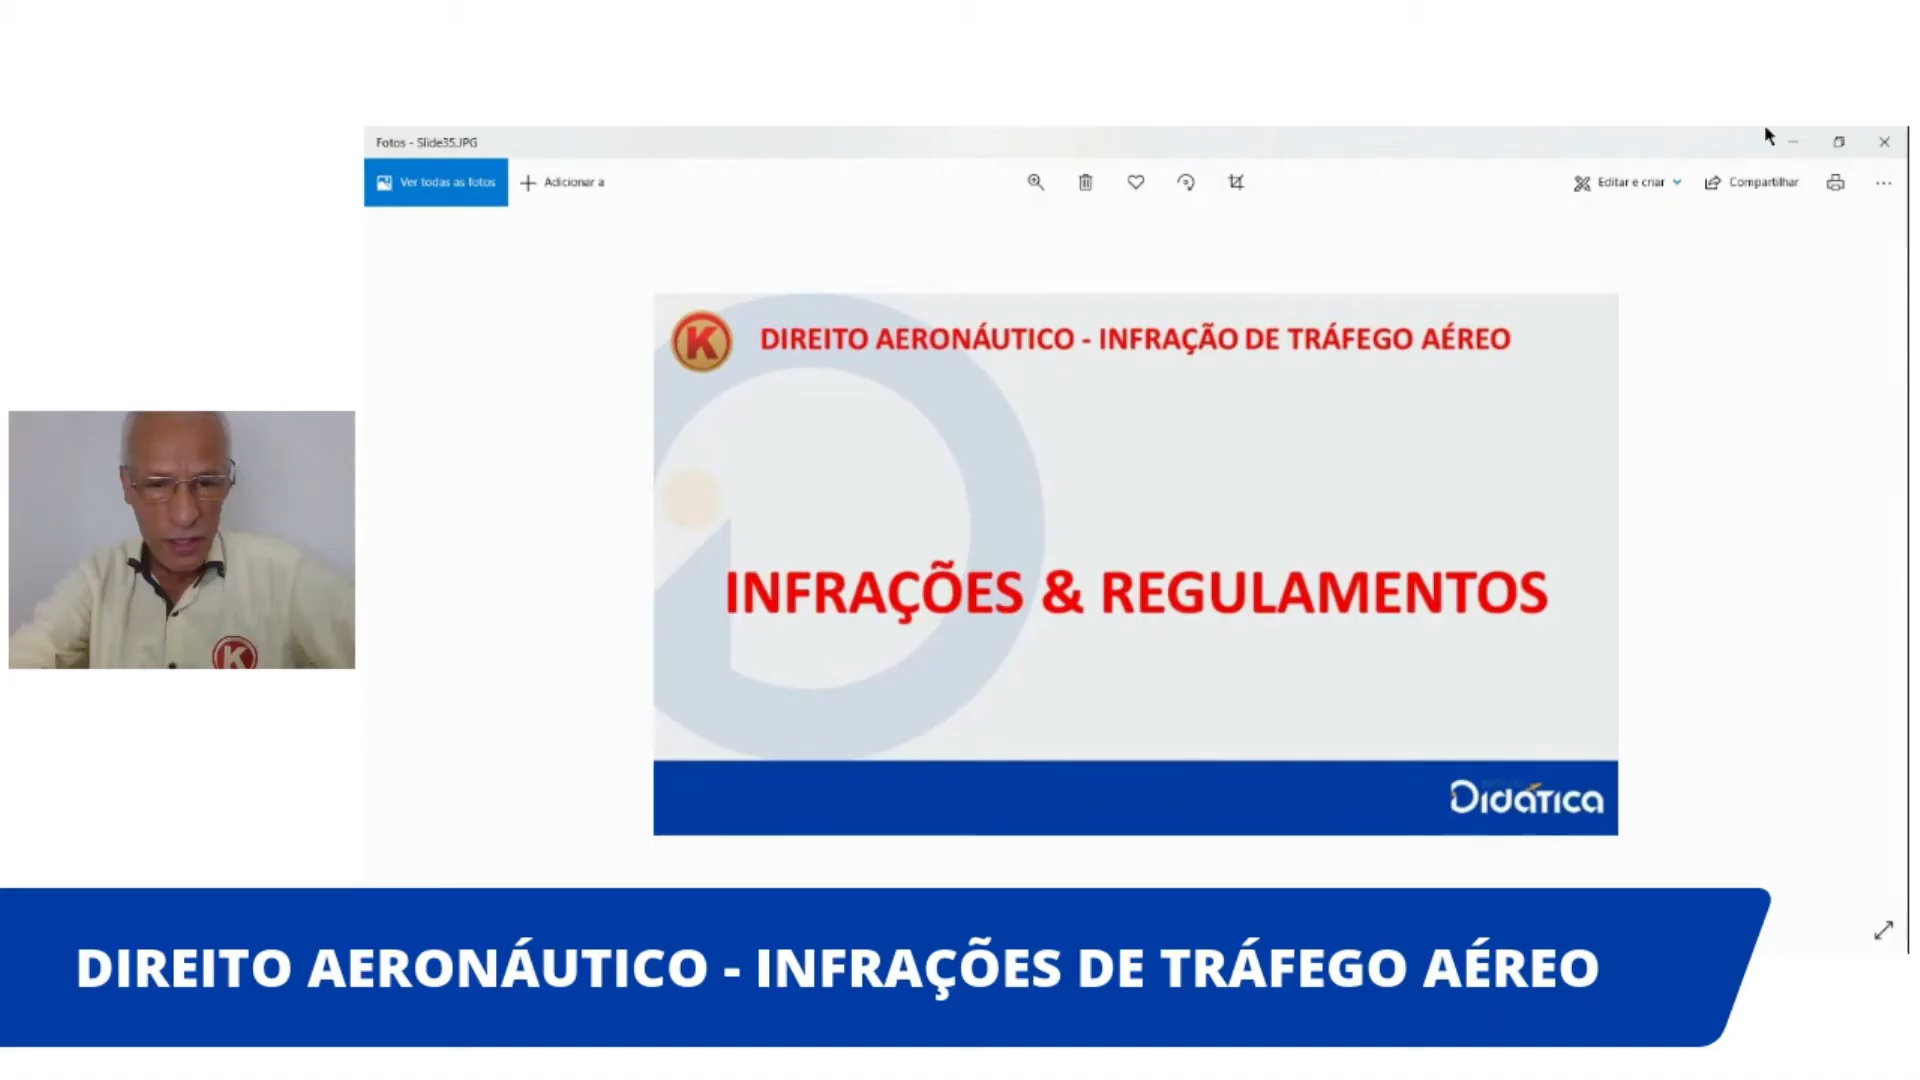 Fotos - Slide35.JPG
Ver todas as fotos
Adicionar a
Editar e criar
Compartilhar
K
DIREITO AERONÁUTICO - INFRAÇÃO DE TRÁFEGO AÉREO
INFRAÇÕES & REGULAMENTOS
Didática
K
DIREITO AERONÁUTICO - INFRAÇÕES DE TRÁFEGO AÉREO